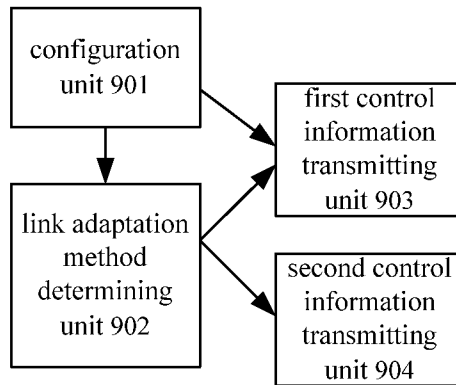 configuration
unit 901
first control
information
transmitting
unit 903
link adaptation
method
determining
unit 902
second control
information
transmitting
unit 904